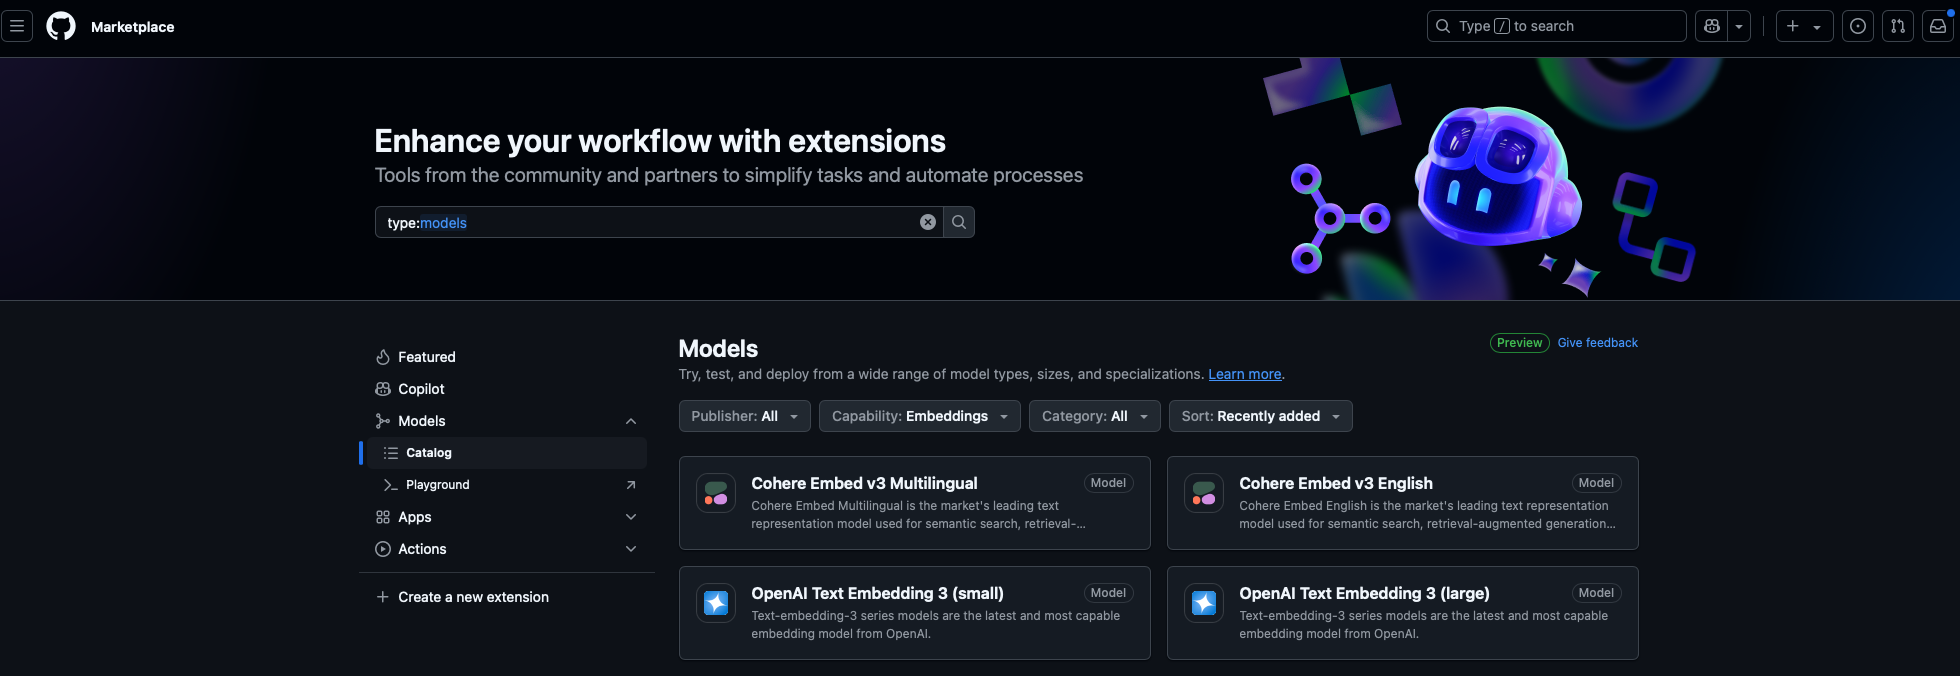 Marketplace
Type / to search
Enhance your workflow with extensions
Tools from the community and partners to simplify tasks and automate processes
type:models
Featured
Copilot
Models
Catalog
Playground
Apps
Actions
Create a new extension
Models
Preview Give feedback
Try, test, and deploy from a wide range of model types, sizes, and specializations. Learn more.
Publisher: All
Capability: Embeddings
Category: All
Sort: Recently added
Cohere Embed v3 Multilingual
Model
Cohere Embed Multilingual is the market's leading text
representation model used for semantic search, retrieval-...
Cohere Embed v3 English
Model
Cohere Embed English is the market's leading text representation
model used for semantic search, retrieval-augmented generation...
OpenAI Text Embedding 3 (small)
Model
Text-embedding-3 series models are the latest and most capable
embedding model from OpenAI.
OpenAI Text Embedding 3 (large)
Model
Text-embedding-3 series models are the latest and most capable
embedding model from OpenAI.